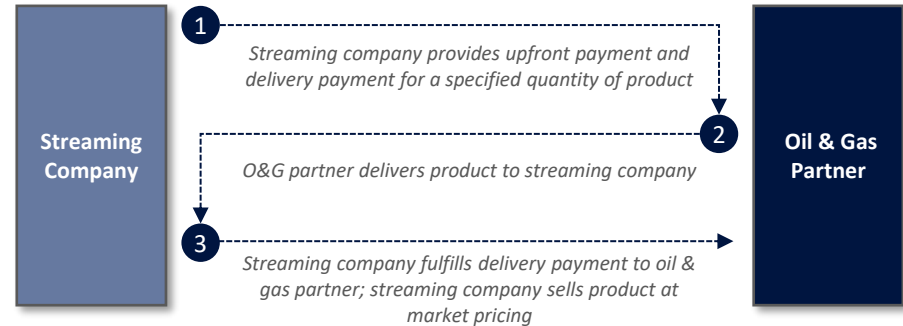 1
Streaming company provides upfront payment and
delivery payment for a specified quantity of product
Streaming
Company
2
Oil & Gas
Partner
O&G partner delivers product to streaming company
3
Streaming company fulfills delivery payment to oil &
gas partner; streaming company sells product at
market pricing